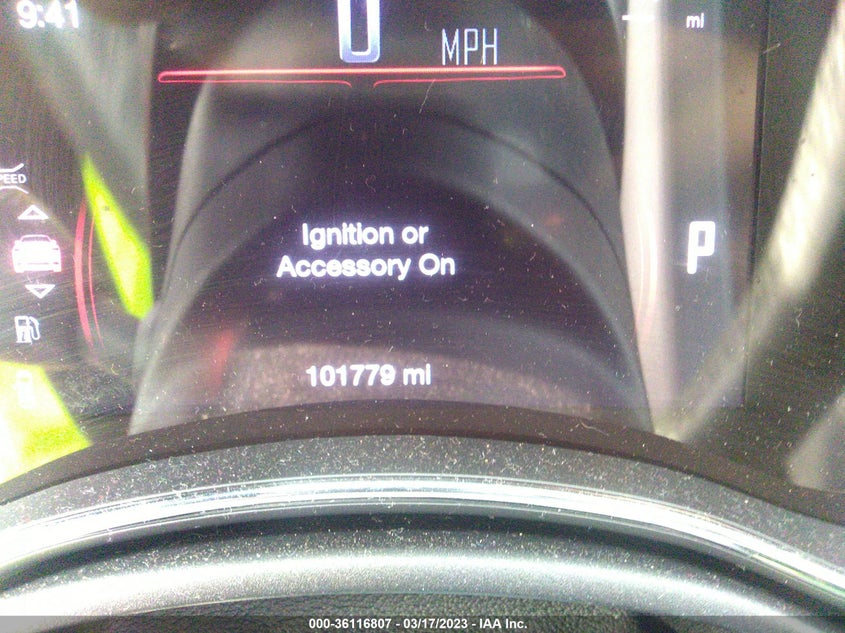 9:41
0 MPH
mi
PEED
Ignition or
Accessory On
P
101779 mi
000-36116807 - 03/17/2023 - IAA Inc.